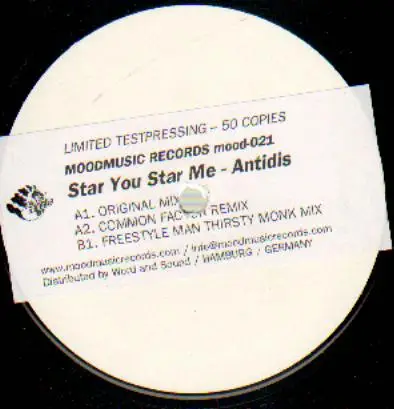 LIMITED TESTPRESSING – 50 COPIES
MOODMUSIC RECORDS mood-021
Star You Star Me - Antidis
A1. ORIGINAL MIX
A2. COMMON FACTOR REMIX
B1. FREESTYLE MAN THIRSTY MONK MIX
www.moodmusicrecords.com / info@moodmusicrecords.com
Distributed by Word and Sound / HAMBURG / GERMANY